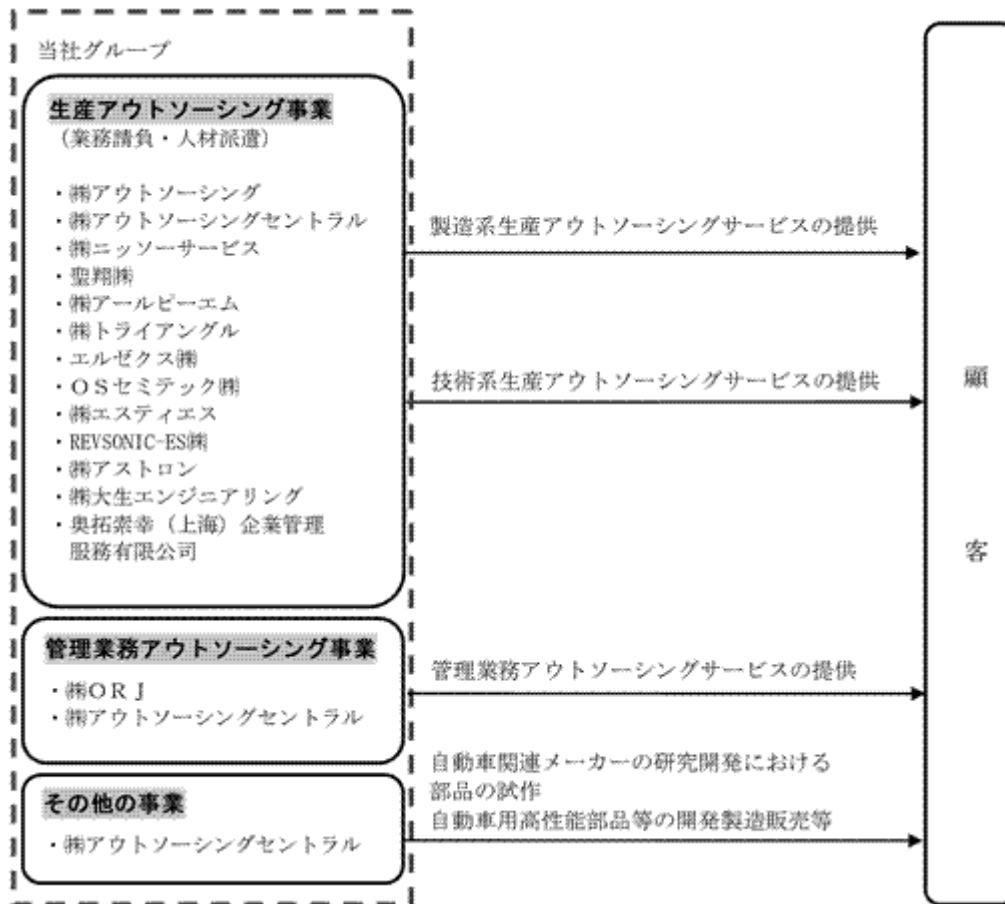 当社グループ
生産アウトソーシング事業
(業務請負・人材派遣)
・㈱アウトソーシング
・㈱アウトソーシングセントラル
・㈱ニッソーサービス
・聖翔㈱
・㈱アールピーエム
・㈱トライアングル
・エルゼクス㈱
・OSセミテック㈱
・㈱エスティエス
・REVSONIC-ES㈱
・㈱アストロン
・㈱大生エンジニアリング
・奥拓索幸(上海)企業管理
服務有限公司
製造系生産アウトソーシングサービスの提供
技術系生産アウトソーシングサービスの提供
管理業務アウトソーシング事業
・㈱ORJ
・㈱アウトソーシングセントラル
管理業務アウトソーシングサービスの提供
その他の事業
・㈱アウトソーシングセントラル
自動車関連メーカーの研究開発における
部品の試作
自動車用高性能部品等の開発製造販売等
顧
客